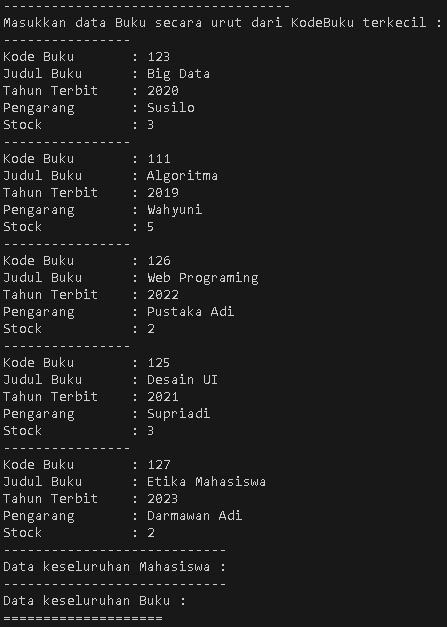 ------------------------------------
Masukkan data Buku secara urut dari KodeBuku terkecil :
----------------
Kode Buku       : 123
Judul Buku      : Big Data
Tahun Terbit    : 2020
Pengarang       : Susilo
Stock           : 3
----------------
Kode Buku       : 111
Judul Buku      : Algoritma
Tahun Terbit    : 2019
Pengarang       : Wahyuni
Stock           : 5
----------------
Kode Buku       : 126
Judul Buku      : Web Programing
Tahun Terbit    : 2022
Pengarang       : Pustaka Adi
Stock           : 2
----------------
Kode Buku       : 125
Judul Buku      : Desain UI
Tahun Terbit    : 2021
Pengarang       : Supriadi
Stock           : 3
----------------
Kode Buku       : 127
Judul Buku      : Etika Mahasiswa
Tahun Terbit    : 2023
Pengarang       : Darmawan Adi
Stock           : 2
----------------------------
Data keseluruhan Mahasiswa :
----------------------------
Data keseluruhan Buku :
====================